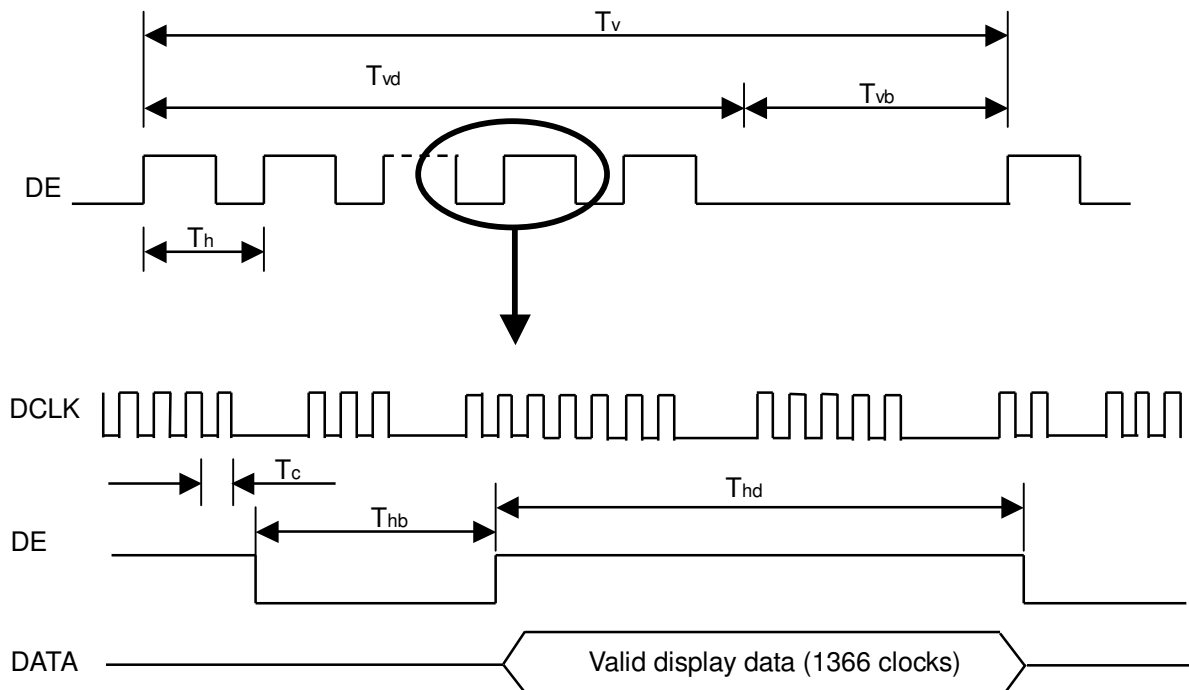 Tv
Tvd
Tvb
DE
Th
DCLK
Tc
Thd
Thb
DE
DATA
Valid display data (1366 clocks)